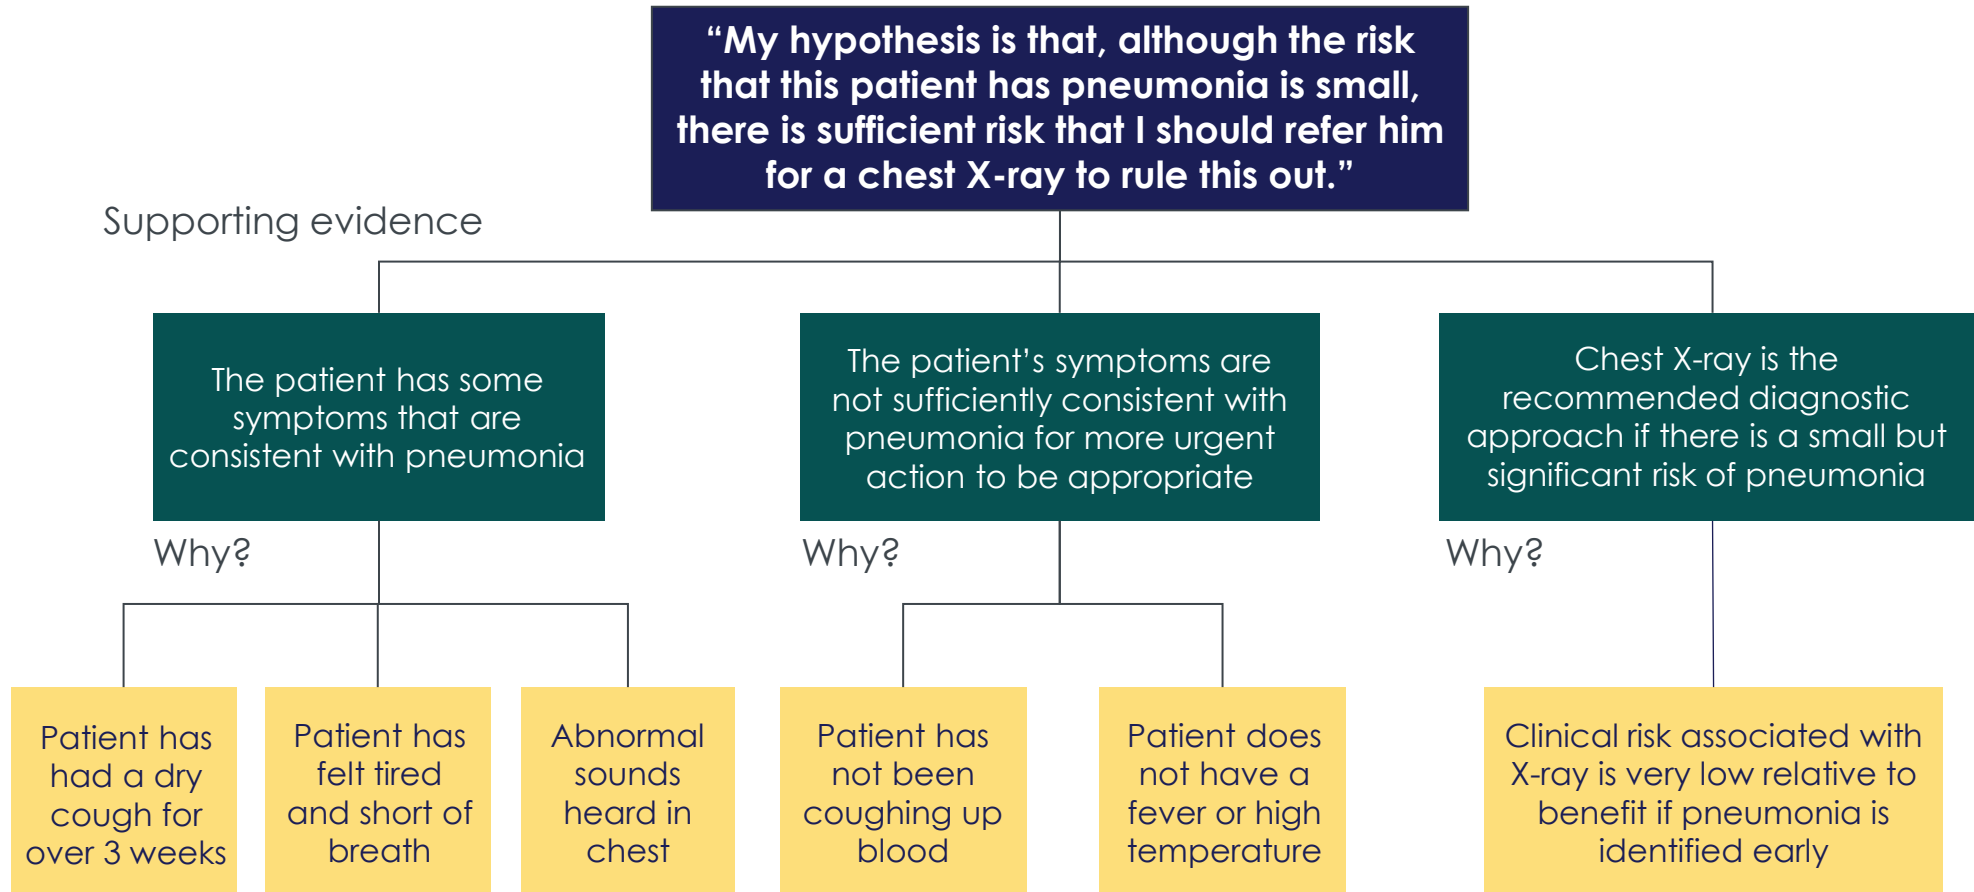 “My hypothesis is that, although the risk
that this patient has pneumonia is small,
there is sufficient risk that I should refer him
for a chest X-ray to rule this out.”
Supporting evidence
The patient has some
symptoms that are
consistent with pneumonia
The patient’s symptoms are
not sufficiently consistent with
pneumonia for more urgent
action to be appropriate
Chest X-ray is the
recommended diagnostic
approach if there is a small but
significant risk of pneumonia
Why?
Why?
Why?
Patient has
had a dry
cough for
over 3 weeks
Patient has
felt tired
and short of
breath
Abnormal
sounds
heard in
chest
Patient has
not been
coughing up
blood
Patient does
not have a
fever or high
temperature
Clinical risk associated with
X-ray is very low relative to
benefit if pneumonia is
identified early